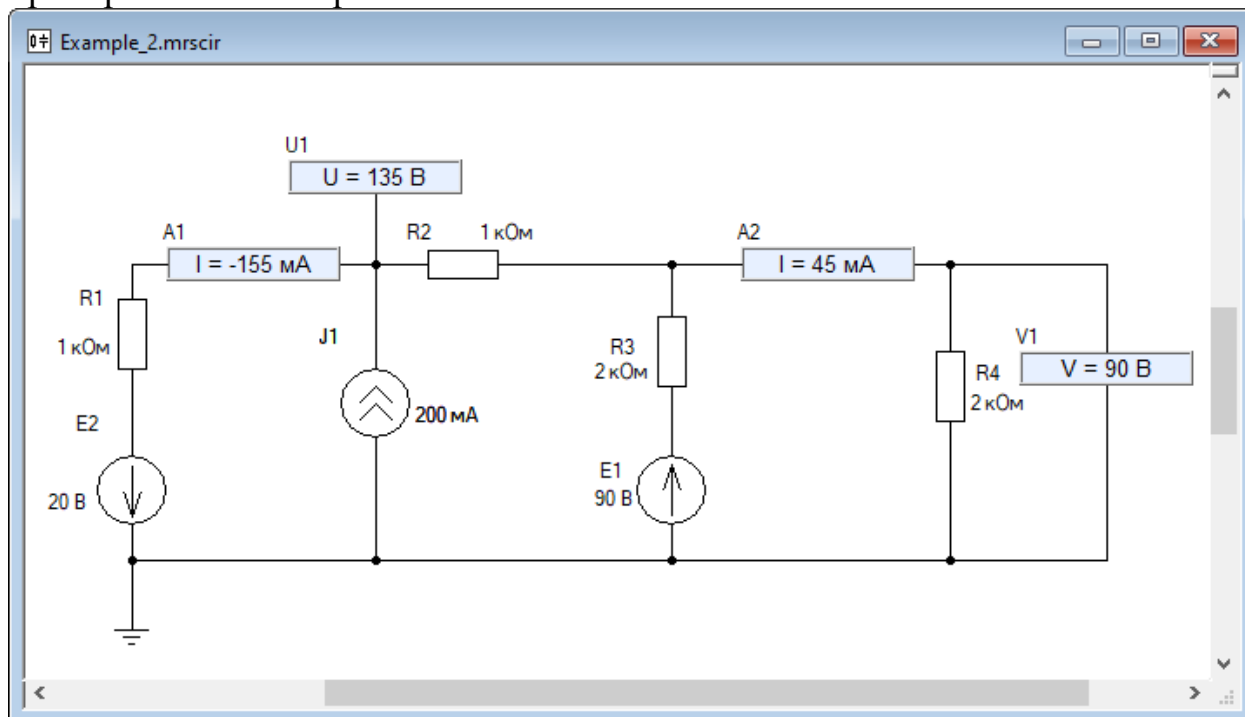 Example_2.mrscir
U1
U = 135 В
A1
I = -155 мА
R2 1 кОм
A2
I = 45 мА
R1
1 кОм
J1
200 мА
R3
2 кОм
V1
V = 90 В
R4
2 кОм
E2
20 В
E1
90 В